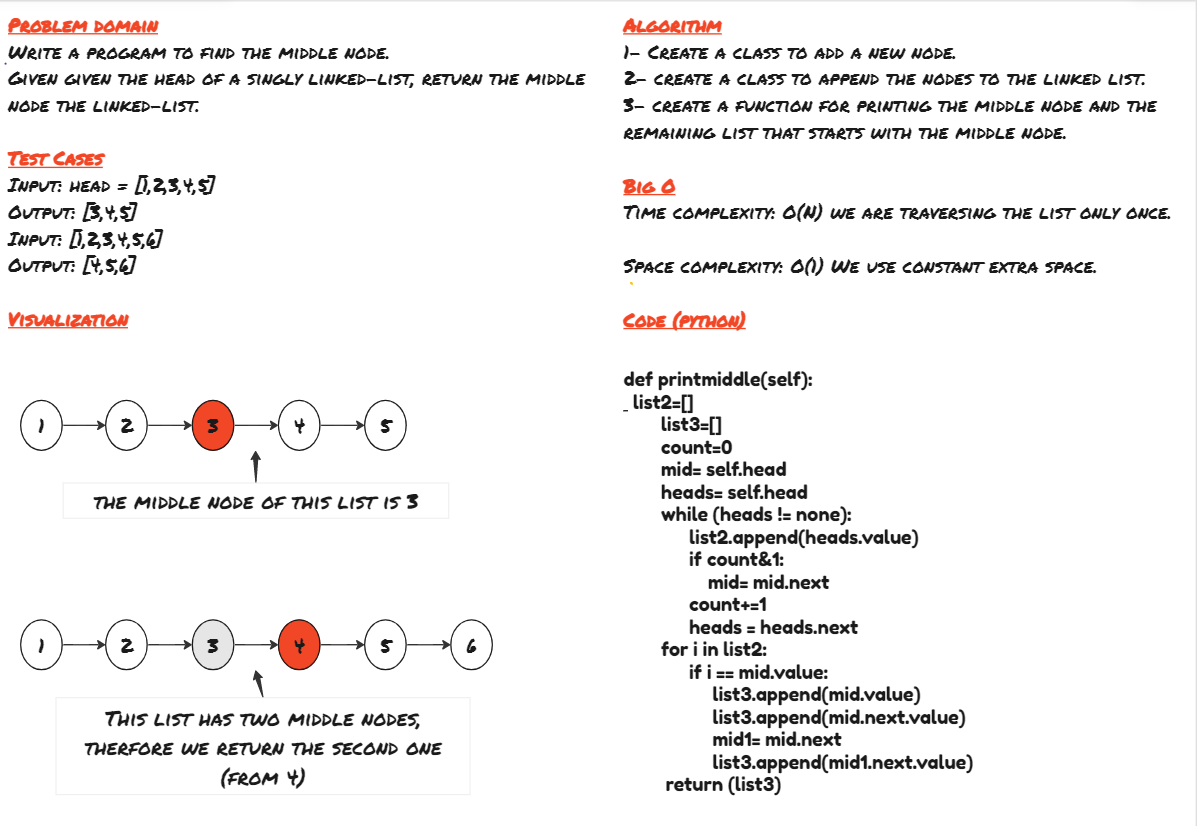 Problem domain
Write a program to find the middle node.
Given given the head of a singly linked-list, return the middle
node the linked-list.
Test Cases
Input: head = [1,2,3,4,5]
Output: [3,4,5]
Input: [1,2,3,4,5,6]
Output: [4,5,6]
Visualization
1 2 3 4 5
the middle node of this list is 3
1 2 3 4 5 6
This list has two middle nodes,
therfore we return the second one
(from 4)
Algorithm
1- Create a class to add a new node.
2- create a class to append the nodes to the linked list.
3- create a function for printing the middle node and the
remaining list that starts with the middle node.
Big O
Time complexity: O(N) we are traversing the list only once.
Space complexity: O(1) We use constant extra space.
Code (python)
def printmiddle(self):
_ list2=[]
list3=[]
count=0
mid= self.head
heads= self.head
while (heads != none):
list2.append(heads.value)
if count&1:
mid= mid.next
count+=1
heads = heads.next
for i in list2:
if i == mid.value:
list3.append(mid.value)
list3.append(mid.next.value)
mid1= mid.next
list3.append(mid1.next.value)
return (list3)